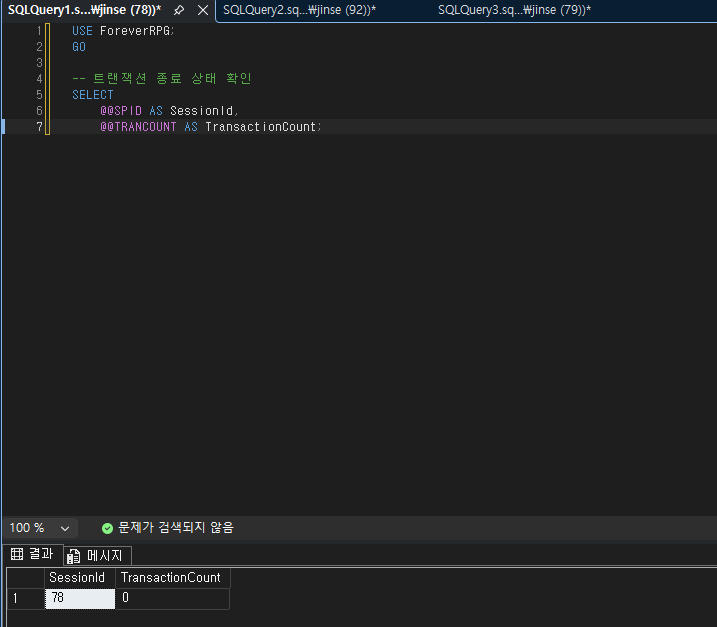 SQLQuery1.s...₩jinse (78))* SQLQuery2.sq...₩jinse (92))* SQLQuery3.sq...₩jinse (79))*
1 USE ForeverRPG;
2 GO
3
4 -- 트랜잭션 종료 상태 확인
5 SELECT
6 @@SPID AS SessionId,
7 @@TRANCOUNT AS TransactionCount;
100 % 문제가 검색되지 않음
결과 메시지
SessionId TransactionCount
1 78 0